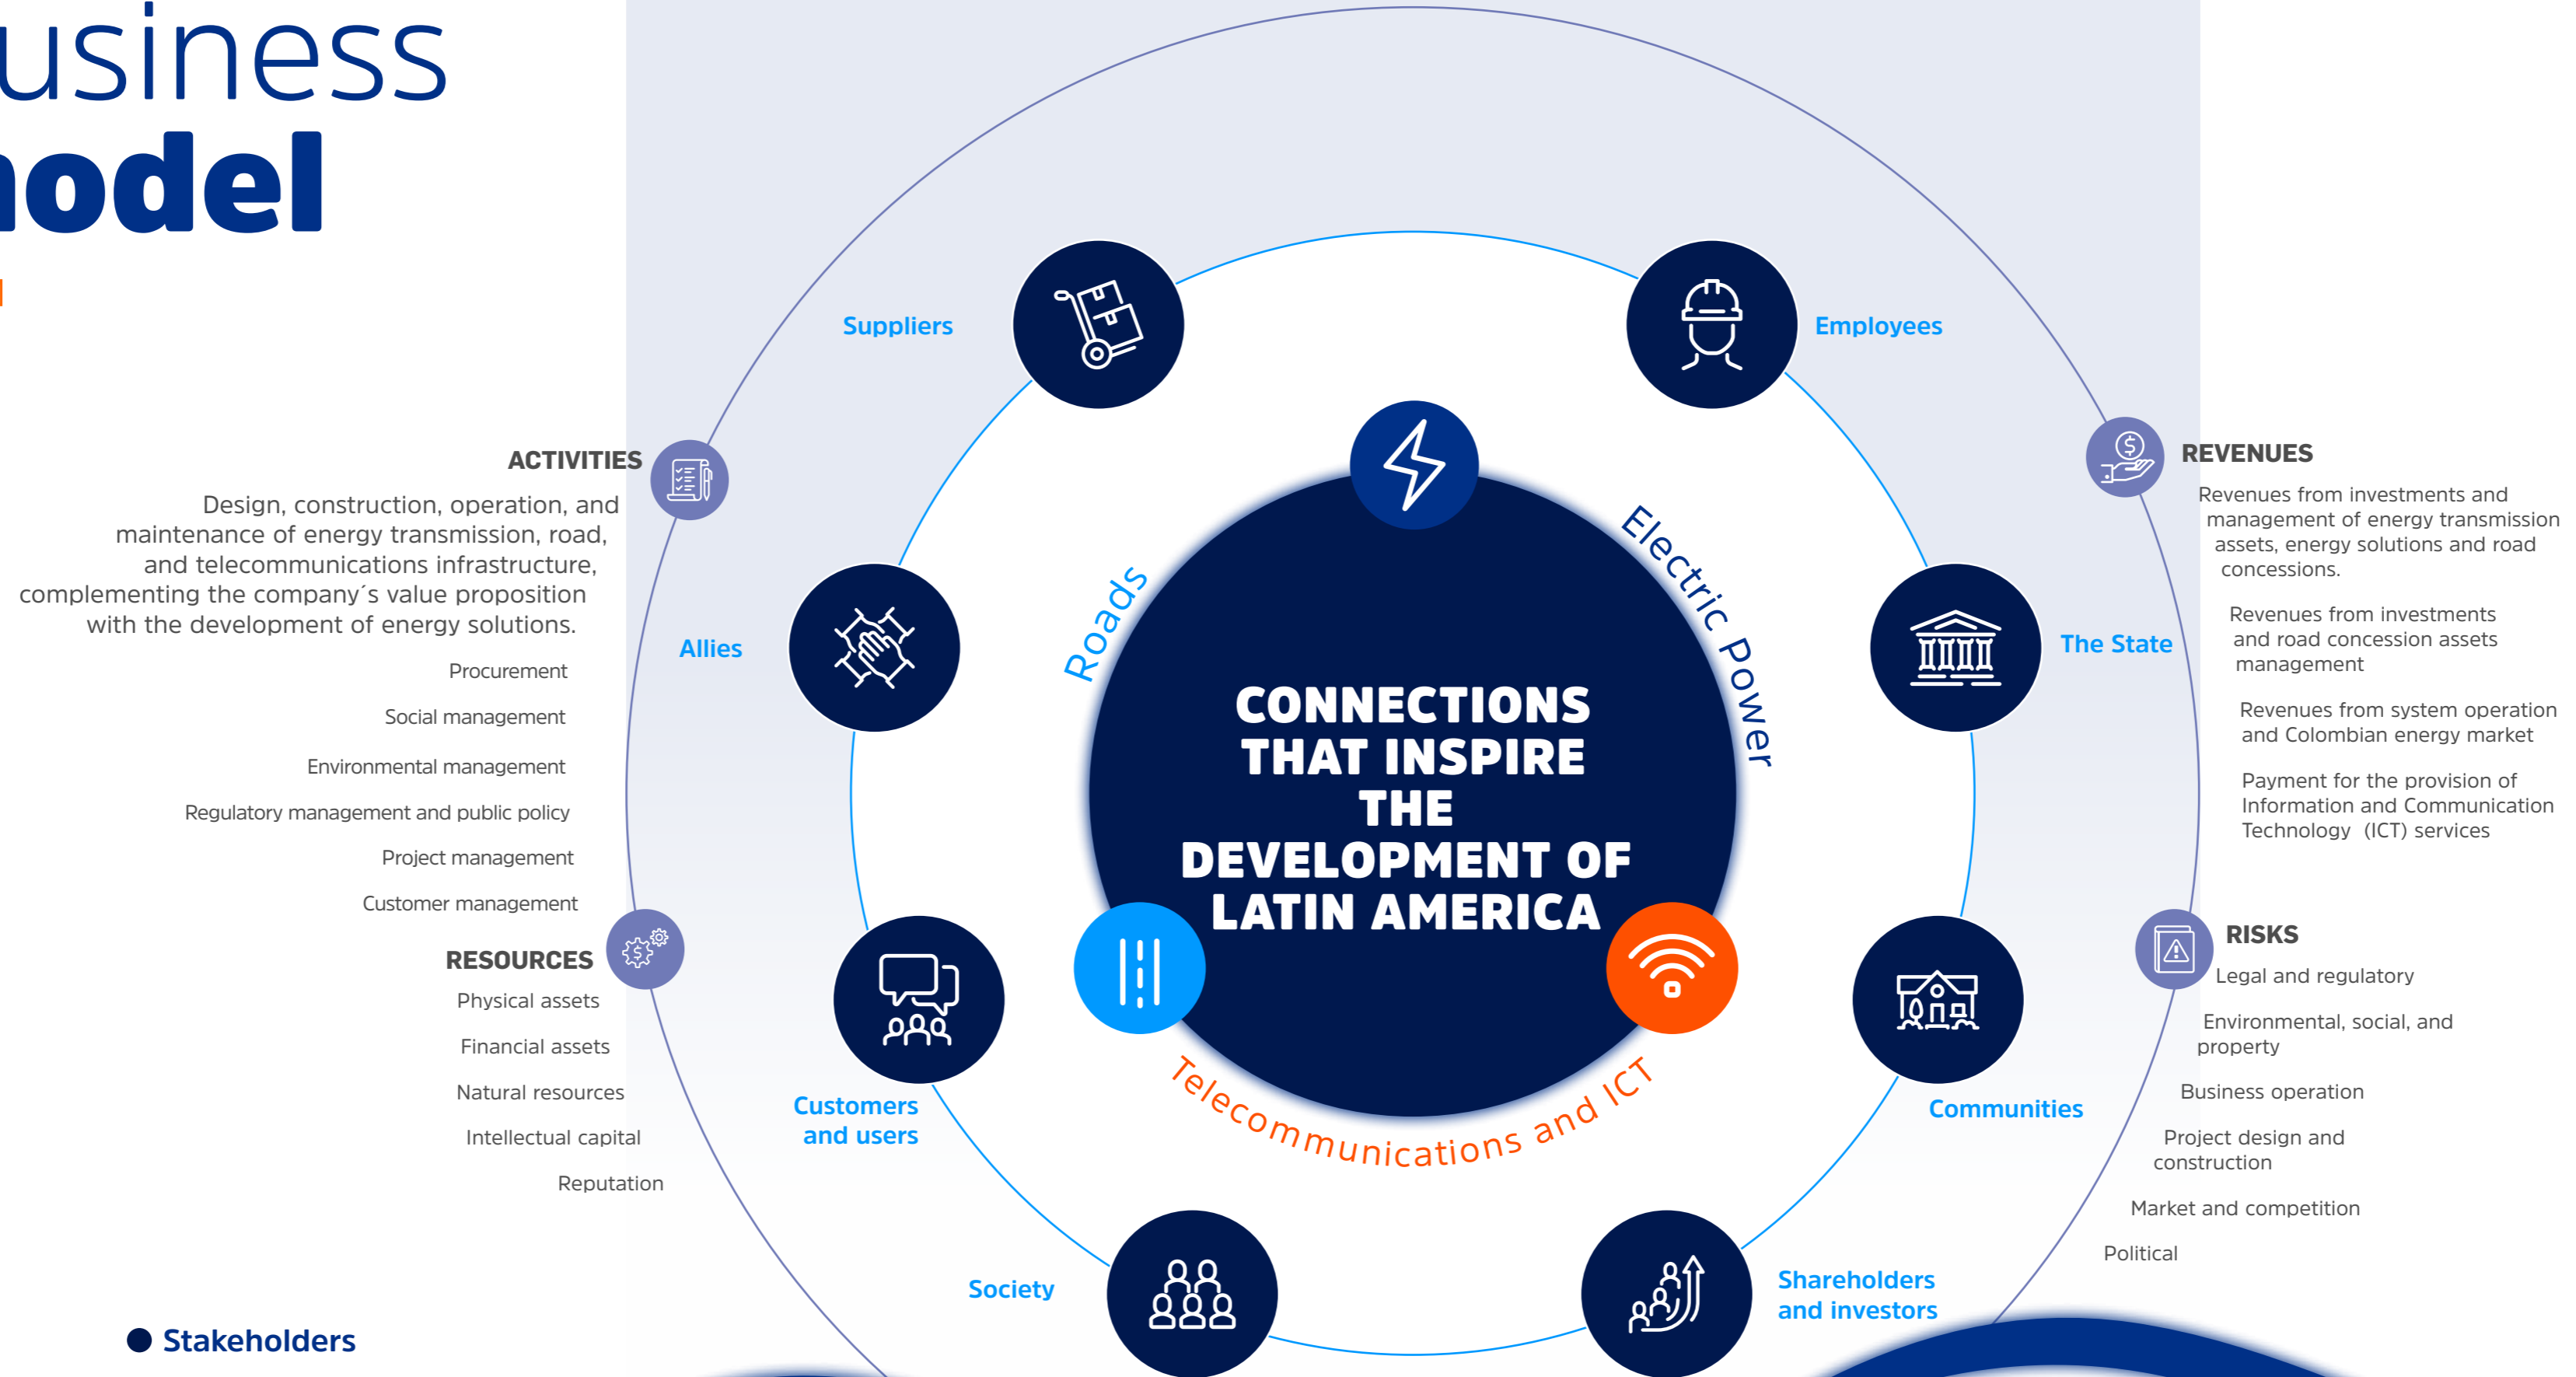 usiness
odel
Suppliers
Employees
ACTIVITIES
Design, construction, operation, and
maintenance of energy transmission, road,
and telecommunications infrastructure,
complementing the company´s value proposition
with the development of energy solutions.
Procurement
Social management
Environmental management
Regulatory management and public policy
Project management
Customer management
RESOURCES
Physical assets
Financial assets
Natural resources
Intellectual capital
Reputation
Allies
Customers
and users
Society
Roads
Electric Power
CONNECTIONS
THAT INSPIRE
THE
DEVELOPMENT OF
LATIN AMERICA
Telecommunications and ICT
The State
Communities
Shareholders
and investors
REVENUES
Revenues from investments and
management of energy transmission
assets, energy solutions and road
concessions.
Revenues from investments
and road concession assets
management
Revenues from system operation
and Colombian energy market
Payment for the provision of
Information and Communication
Technology (ICT) services
RISKS
Legal and regulatory
Environmental, social, and
property
Business operation
Project design and
construction
Market and competition
Political
Stakeholders